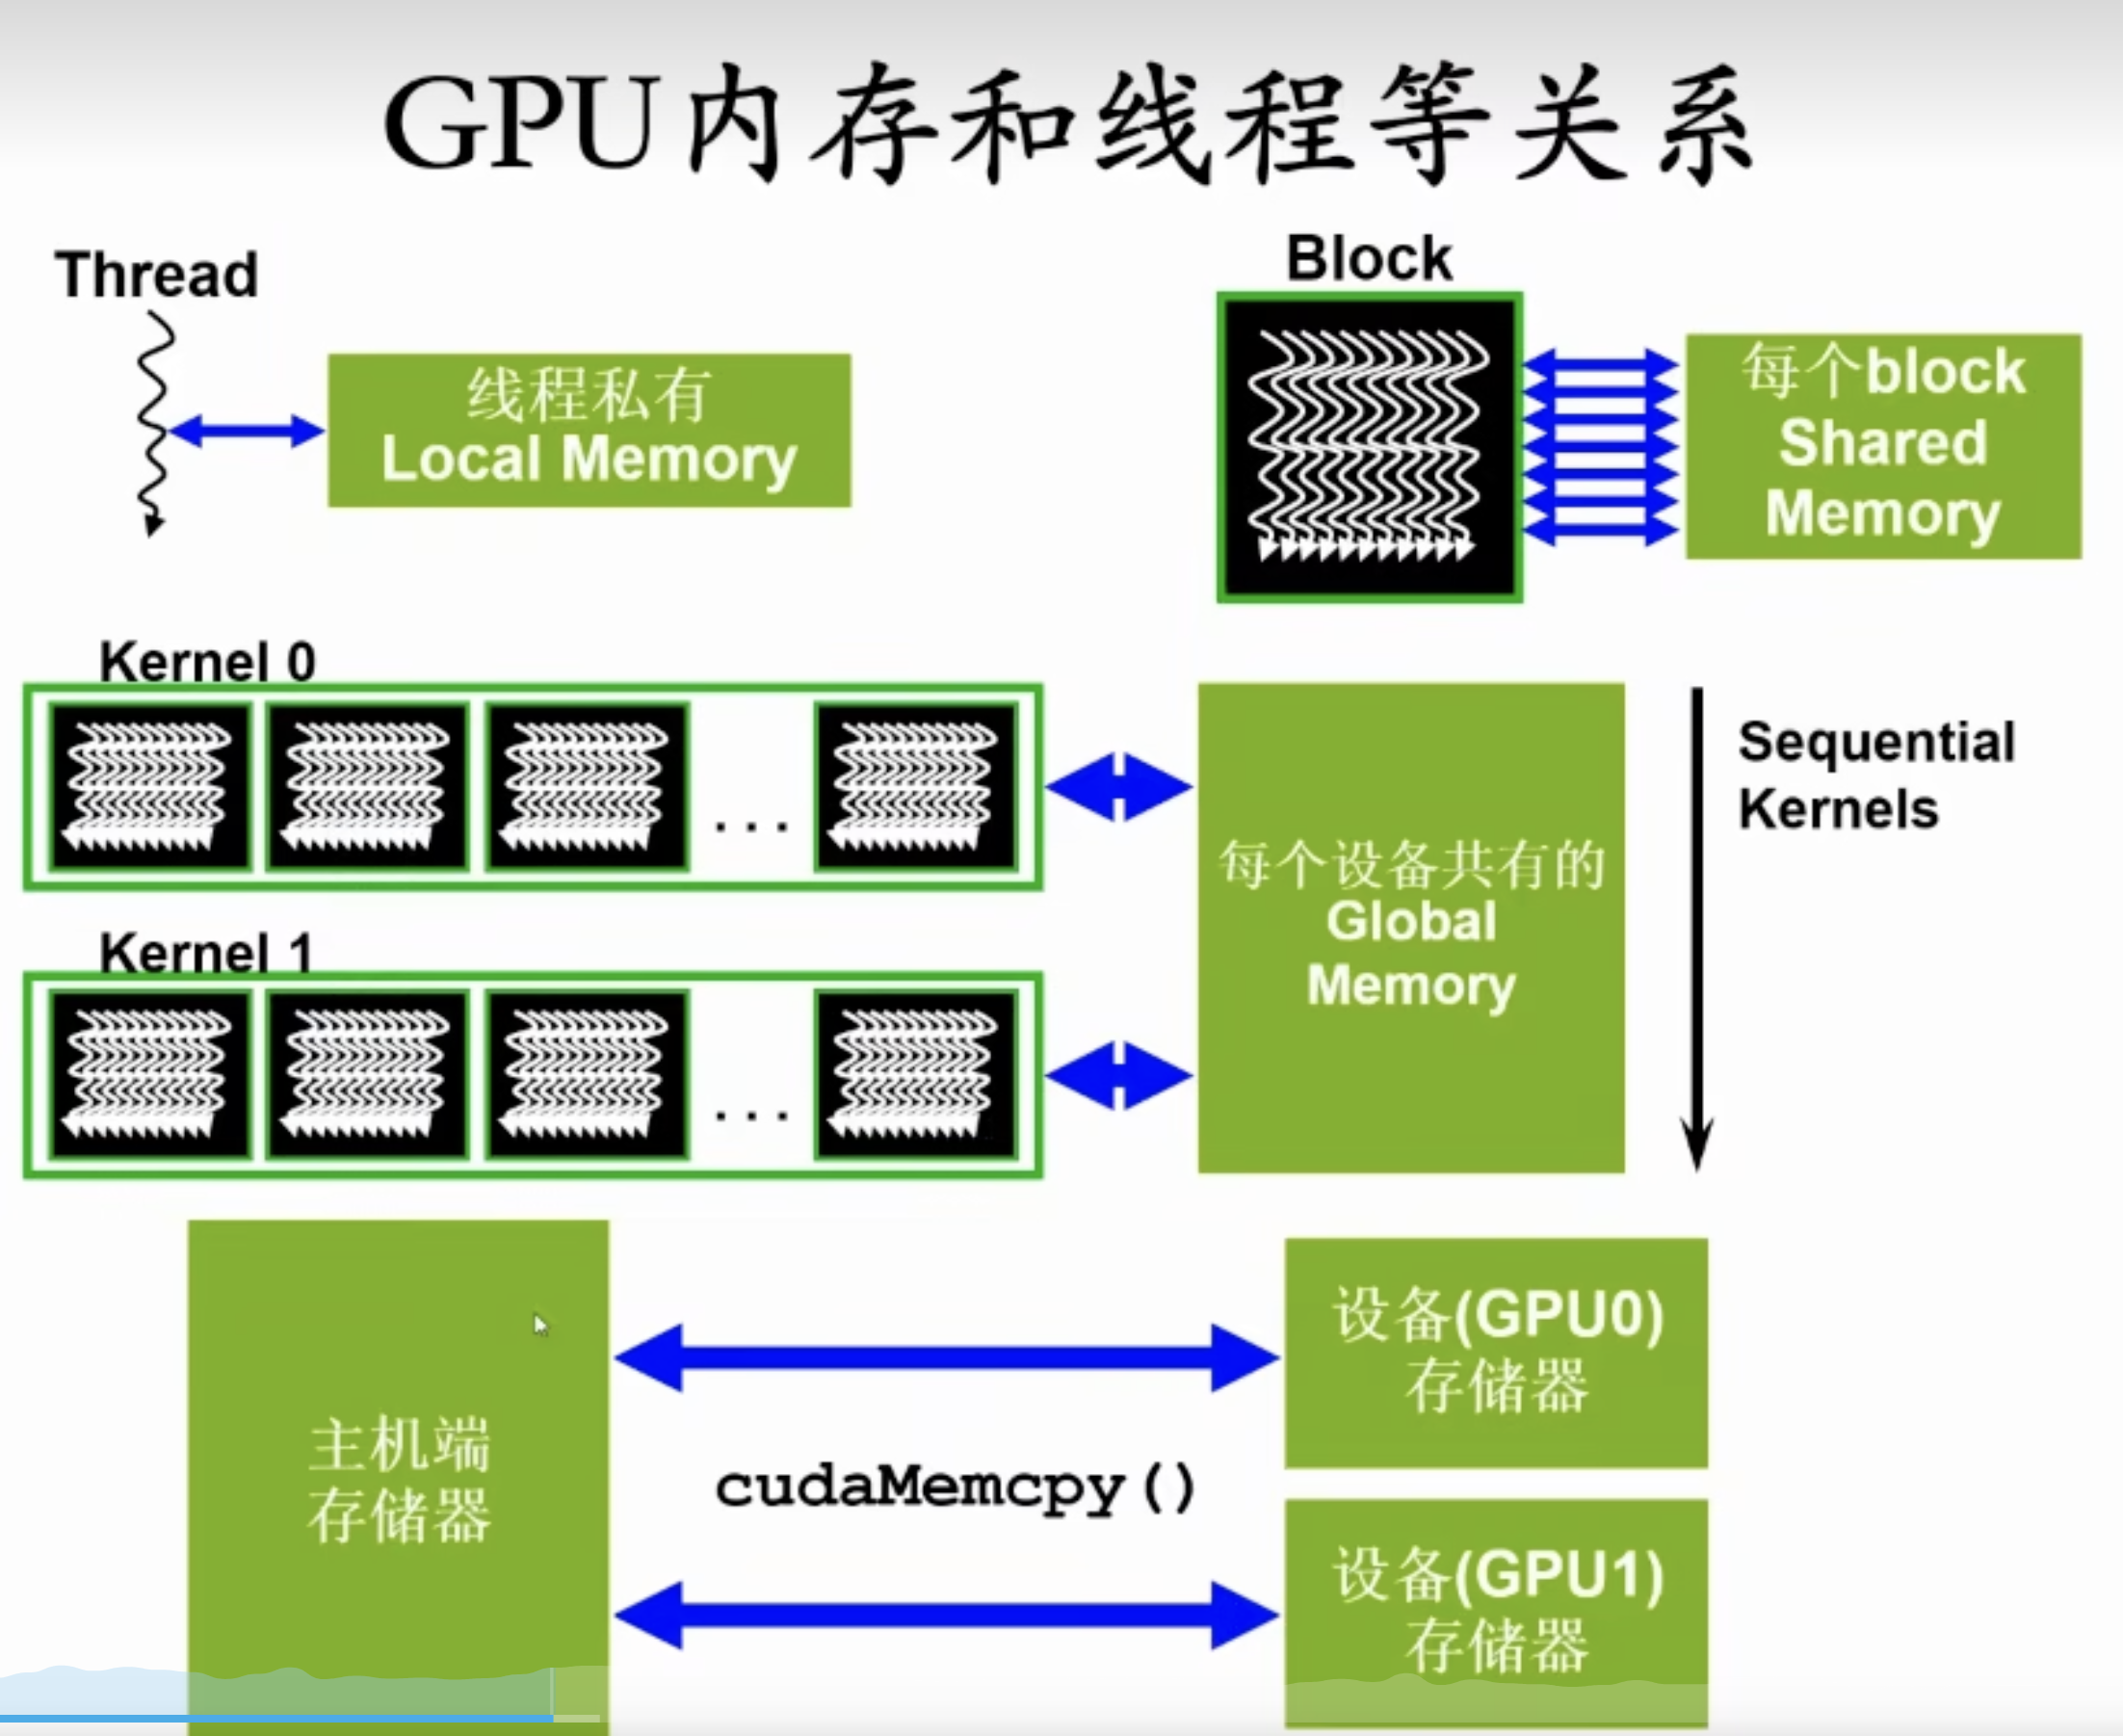 GPU内存和线程等关系
Thread
线程私有
Local Memory
Block
每个block
Shared
Memory
Kernel 0
...
Kernel 1
...
每个设备共有的
Global
Memory
Sequential
Kernels
主机端
存储器
cudaMemcpy()
设备(GPU0)
存储器
设备(GPU1)
存储器